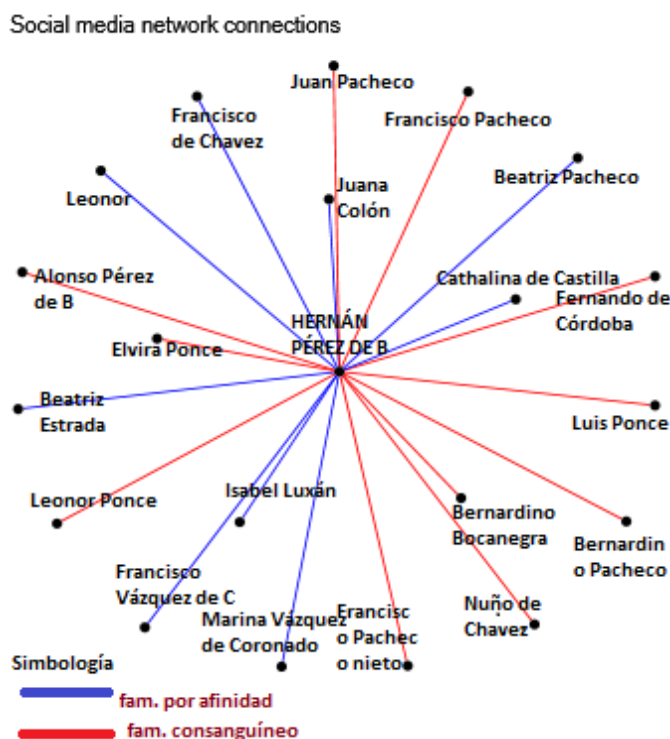 Social media network connections
Juan Pacheco
Francisco
de Chavez
Francisco Pacheco
Leonor
Juana
Colón
Beatriz Pacheco
Alonso Pérez
de B
Cathalina de Castilla
Fernando de
Córdoba
HERNÁN
PÉREZ DE B
Elvira Ponce
Beatriz
Estrada
Luis Ponce
Leonor Ponce
Isabel Luxán
Bernardino
Bocanegra
Bernardin
o Pacheco
Francisco
Vázquez de C
Marina Vázquez
de Coronado
Francisc
o Pachec
o nieto
Nuño de
Chavez
Simbología
fam. por afinidad
fam. consanguíneo